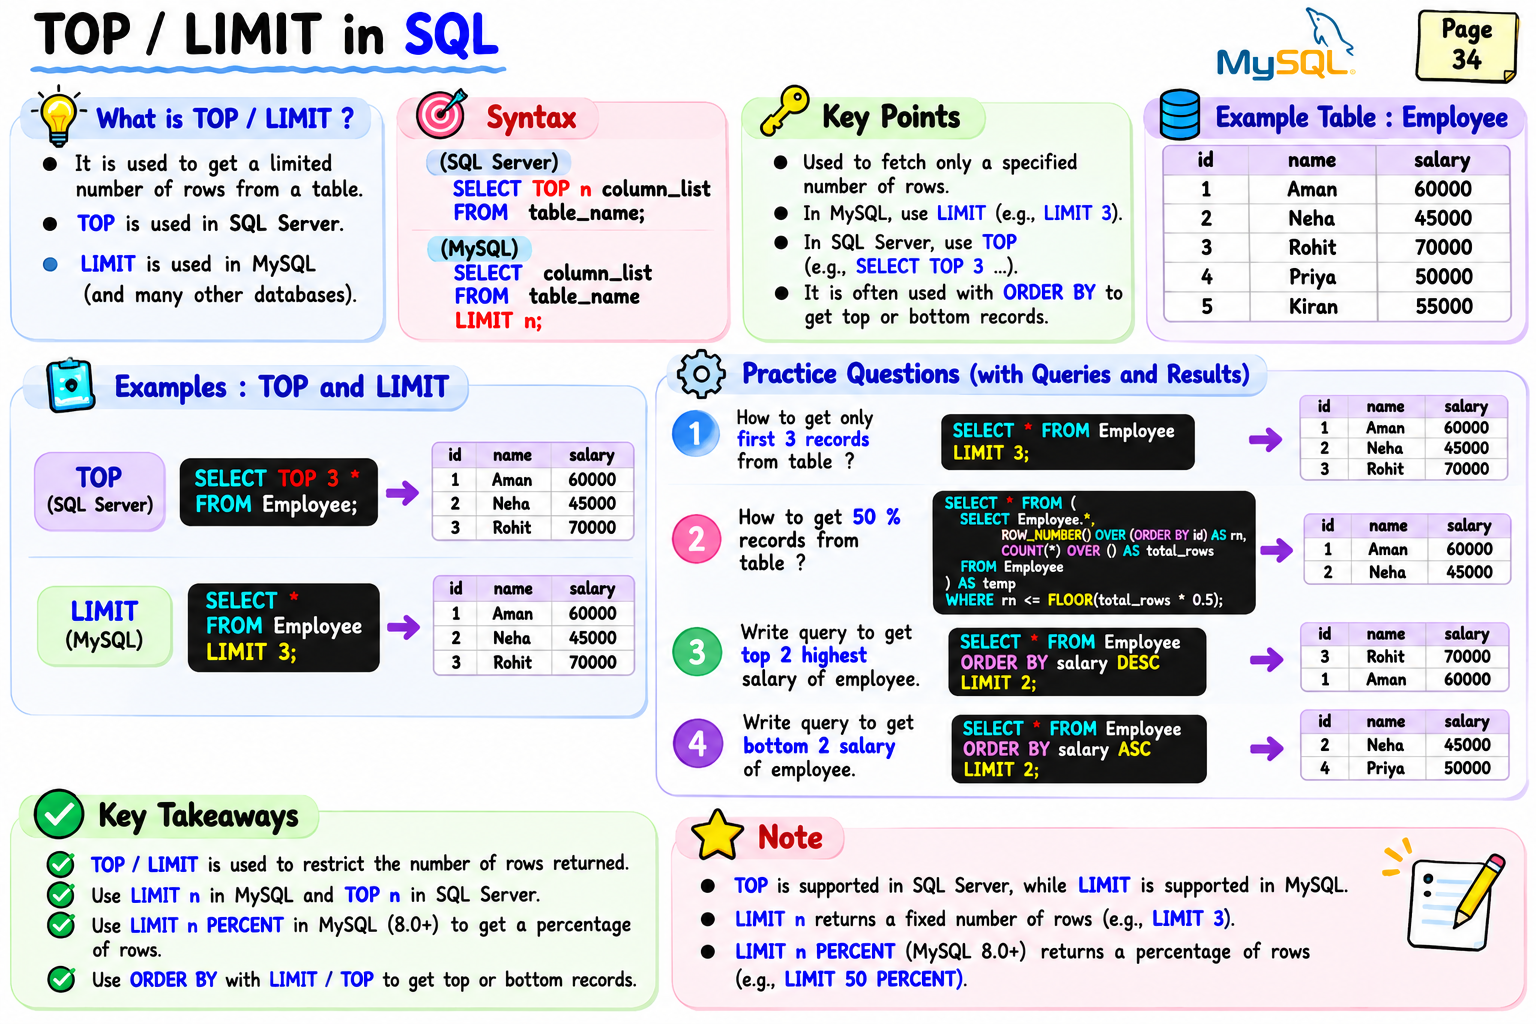 TOP / LIMIT in SQL
MySQL
Page
34
What is TOP / LIMIT ?
It is used to get a limited
number of rows from a table.
TOP is used in SQL Server.
LIMIT is used in MySQL
(and many other databases).
Syntax
(SQL Server)
SELECT TOP n column_list
FROM table_name;
(MySQL)
SELECT column_list
FROM table_name
LIMIT n;
Key Points
Used to fetch only a specified
number of rows.
In MySQL, use LIMIT (e.g., LIMIT 3).
In SQL Server, use TOP
(e.g., SELECT TOP 3 ...).
It is often used with ORDER BY to
get top or bottom records.
Example Table : Employee
id name salary
1 Aman 60000
2 Neha 45000
3 Rohit 70000
4 Priya 50000
5 Kiran 55000
Examples : TOP and LIMIT
TOP
(SQL Server)
SELECT TOP 3 *
FROM Employee;
id name salary
1 Aman 60000
2 Neha 45000
3 Rohit 70000
LIMIT
(MySQL)
SELECT *
FROM Employee
LIMIT 3;
id name salary
1 Aman 60000
2 Neha 45000
3 Rohit 70000
Practice Questions (with Queries and Results)
1
How to get only
first 3 records
from table ?
SELECT * FROM Employee
LIMIT 3;
id name salary
1 Aman 60000
2 Neha 45000
3 Rohit 70000
2
How to get 50 %
records from
table ?
SELECT * FROM (
SELECT Employee.*,
ROW_NUMBER() OVER (ORDER BY id) AS rn,
COUNT(*) OVER () AS total_rows
FROM Employee
) AS temp
WHERE rn <= FLOOR(total_rows * 0.5);
id name salary
1 Aman 60000
2 Neha 45000
3
Write query to get
top 2 highest
salary of employee.
SELECT * FROM Employee
ORDER BY salary DESC
LIMIT 2;
id name salary
3 Rohit 70000
1 Aman 60000
4
Write query to get
bottom 2 salary
of employee.
SELECT * FROM Employee
ORDER BY salary ASC
LIMIT 2;
id name salary
2 Neha 45000
4 Priya 50000
Key Takeaways
TOP / LIMIT is used to restrict the number of rows returned.
Use LIMIT n in MySQL and TOP n in SQL Server.
Use LIMIT n PERCENT in MySQL (8.0+) to get a percentage
of rows.
Use ORDER BY with LIMIT / TOP to get top or bottom records.
Note
TOP is supported in SQL Server, while LIMIT is supported in MySQL.
LIMIT n returns a fixed number of rows (e.g., LIMIT 3).
LIMIT n PERCENT (MySQL 8.0+) returns a percentage of rows
(e.g., LIMIT 50 PERCENT).